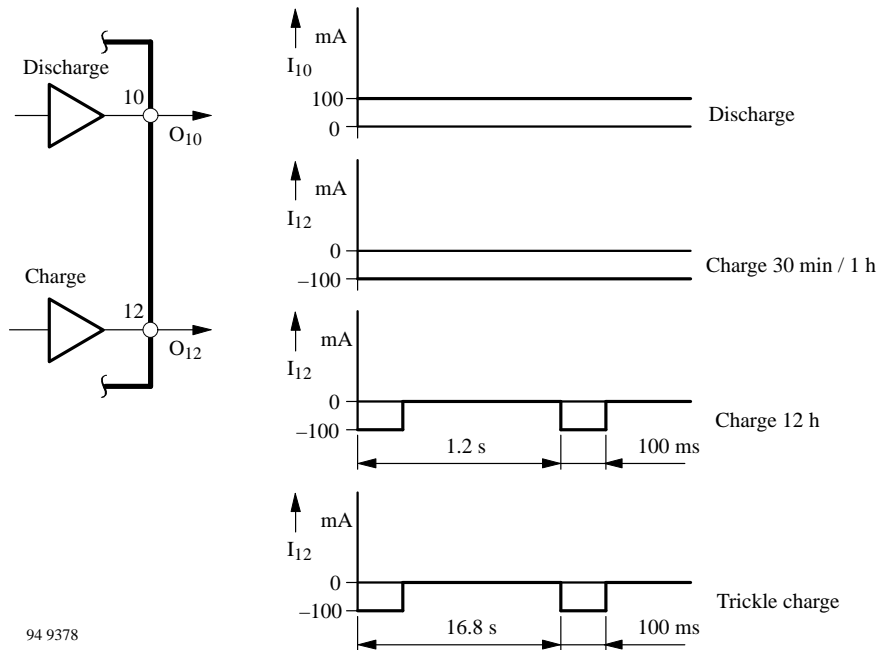 Discharge
10
O10
Charge
12
O12
94 9378
mA
I10
100
0
Discharge
mA
I12
0
–100
Charge 30 min / 1 h
mA
I12
0
–100
1.2 s
100 ms
Charge 12 h
mA
I12
0
–100
16.8 s
100 ms
Trickle charge